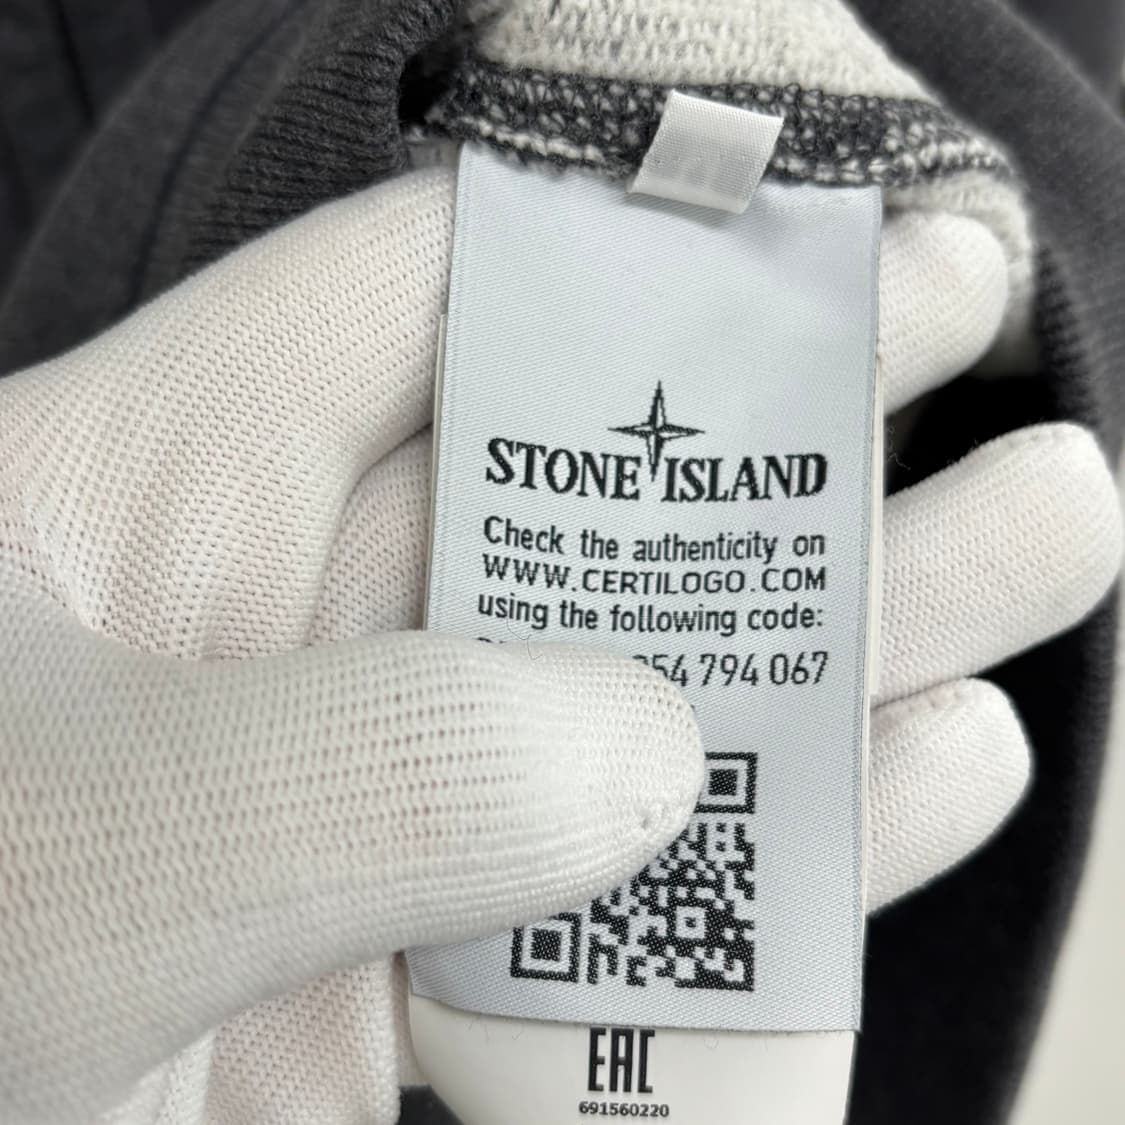 STONE ISLAND
Check the authenticity on
WWW.CERTILOGO.COM
using the following code:
54 794 067
EAC
691560220